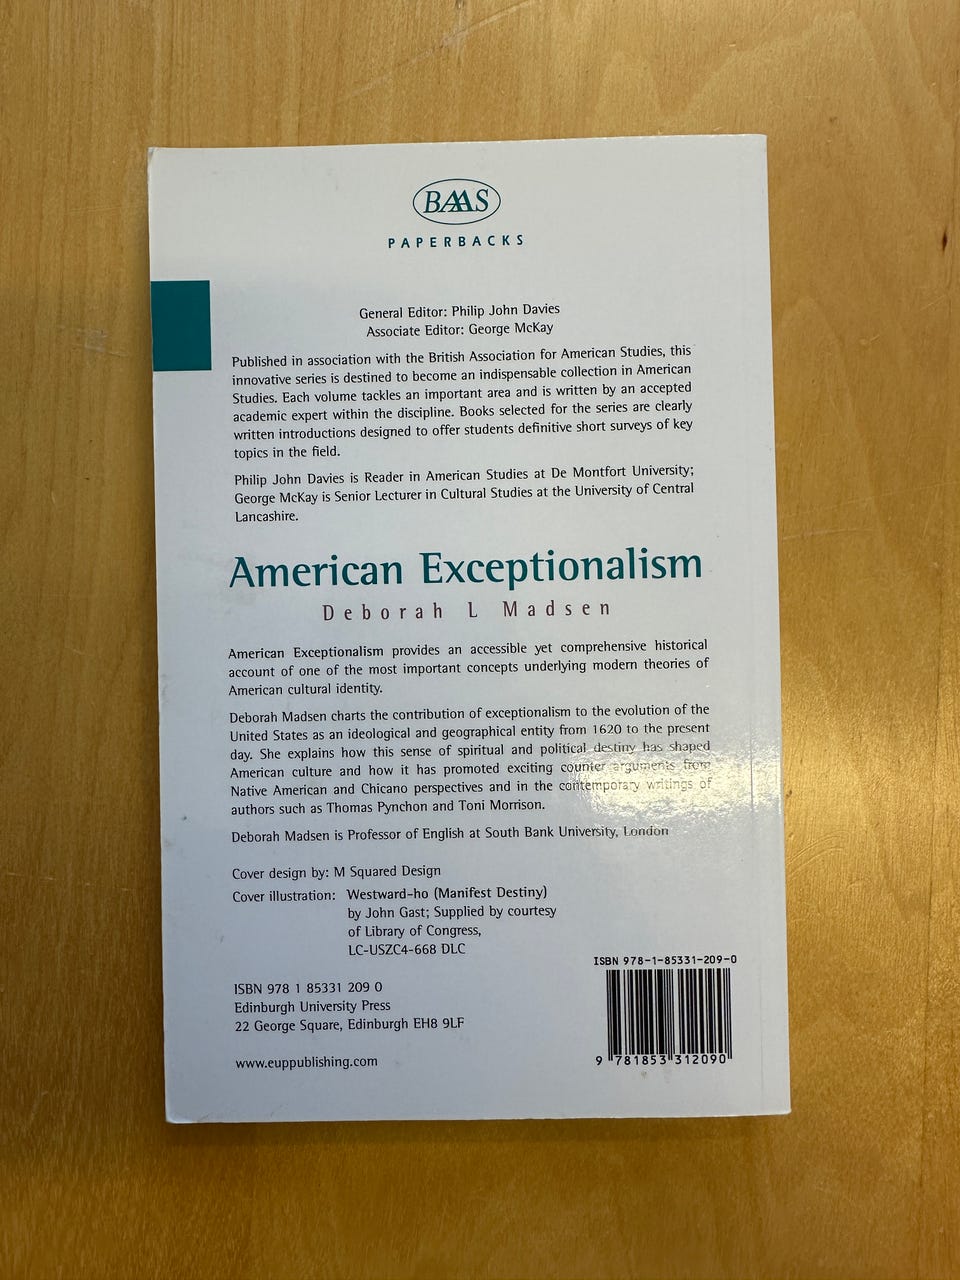 BAAS
PAPERBACKS
General Editor: Philip John Davies
Associate Editor: George McKay
Published in association with the British Association for American Studies, this
innovative series is destined to become an indispensable collection in American
Studies. Each volume tackles an important area and is written by an accepted
academic expert within the discipline. Books selected for the series are clearly
written introductions designed to offer students definitive short surveys of key
topics in the field.
Philip John Davies is Reader in American Studies at De Montfort University;
George McKay is Senior Lecturer in Cultural Studies at the University of Central
Lancashire.
American Exceptionalism
Deborah L Madsen
American Exceptionalism provides an accessible yet comprehensive historical
account of one of the most important concepts underlying modern theories of
American cultural identity.
Deborah Madsen charts the contribution of exceptionalism to the evolution of the
United States as an ideological and geographical entity from 1620 to the present
day. She explains how this sense of spiritual and political destiny has shaped
American culture and how it has promoted exciting counter arguments from
Native American and Chicano perspectives and in the contemporary writings of
authors such as Thomas Pynchon and Toni Morrison.
Deborah Madsen is Professor of English at South Bank University, London
Cover design by: M Squared Design
Cover illustration: Westward-ho (Manifest Destiny)
by John Gast; Supplied by courtesy
of Library of Congress,
LC-USZC4-668 DLC
ISBN 978 1 85331 209 0
Edinburgh University Press
22 George Square, Edinburgh EH8 9LF
www.euppublishing.com
ISBN 978-1-85331-209-0
9 781853 312090